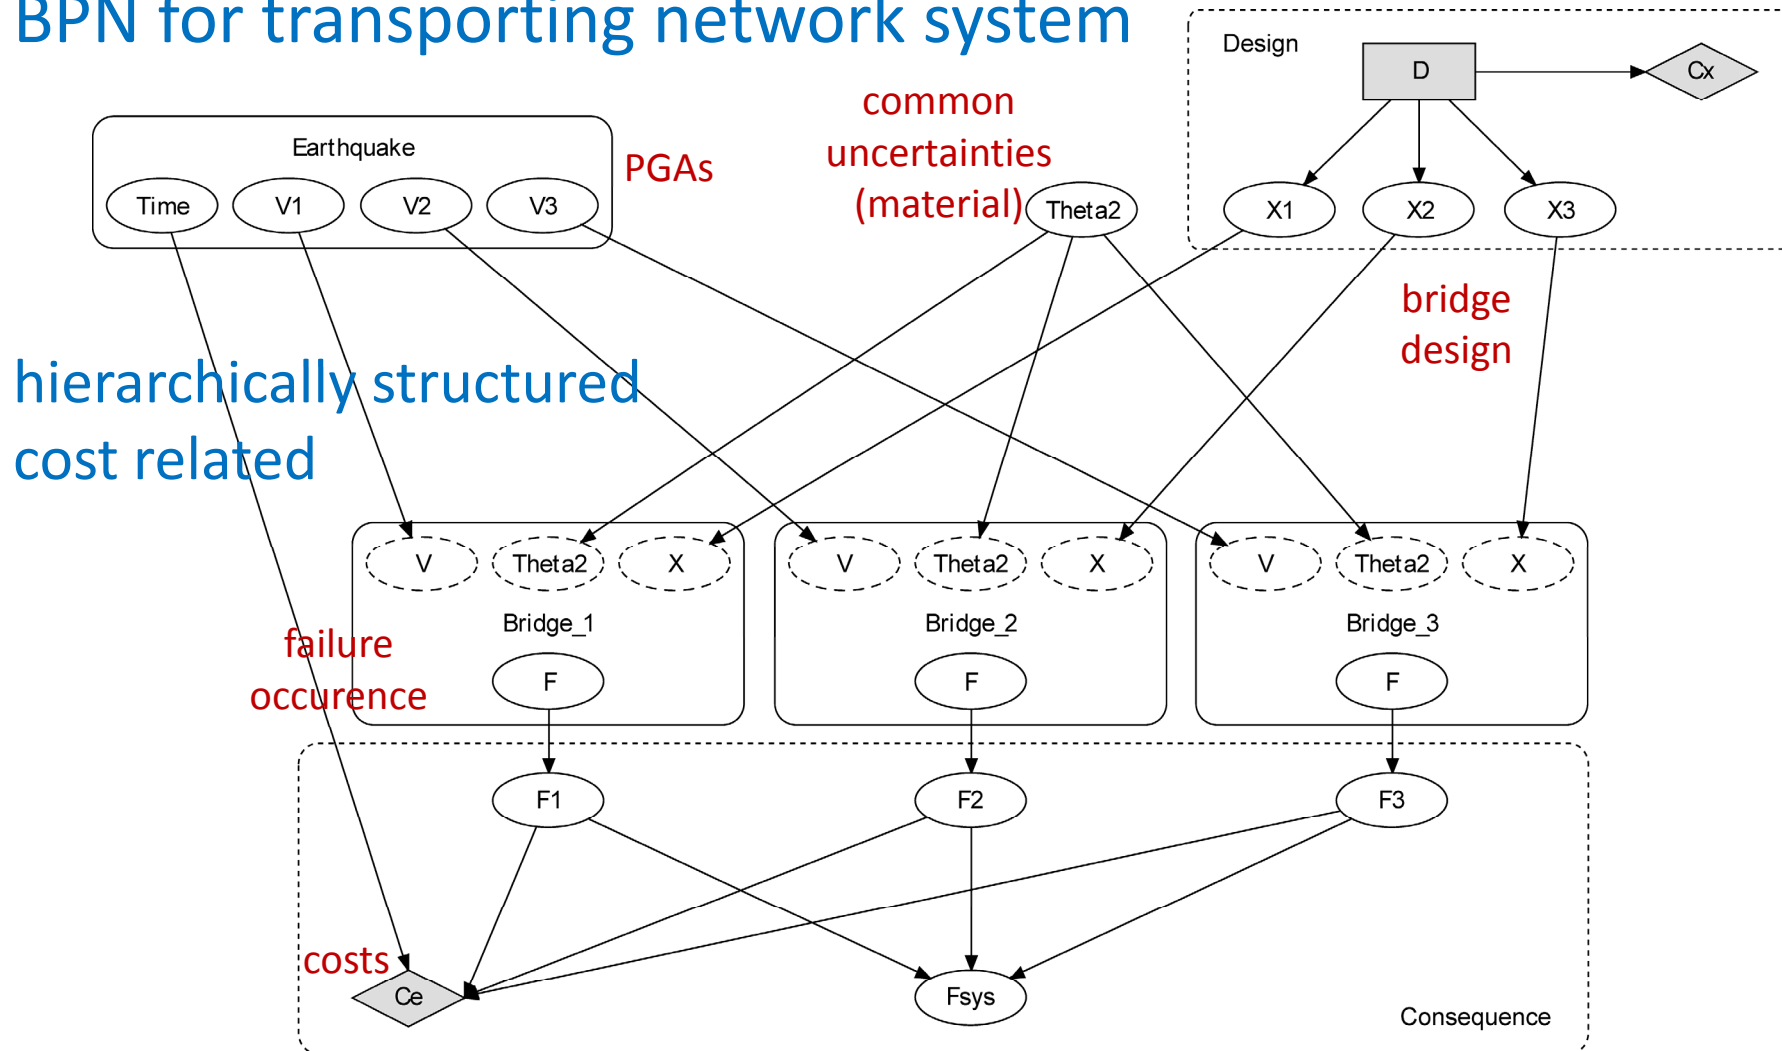 BPN for transporting network system
Design
D
Cx
common
uncertainties
(material)
Earthquake
PGAs
Time
V1
V2
V3
Theta2
X1
X2
X3
bridge
design
hierarchically structured
cost related
V
Theta2
X
V
Theta2
X
V
Theta2
X
Bridge_1
Bridge_2
Bridge_3
failure
occurence
F
F
F
F1
F2
F3
costs
Ce
Fsys
Consequence